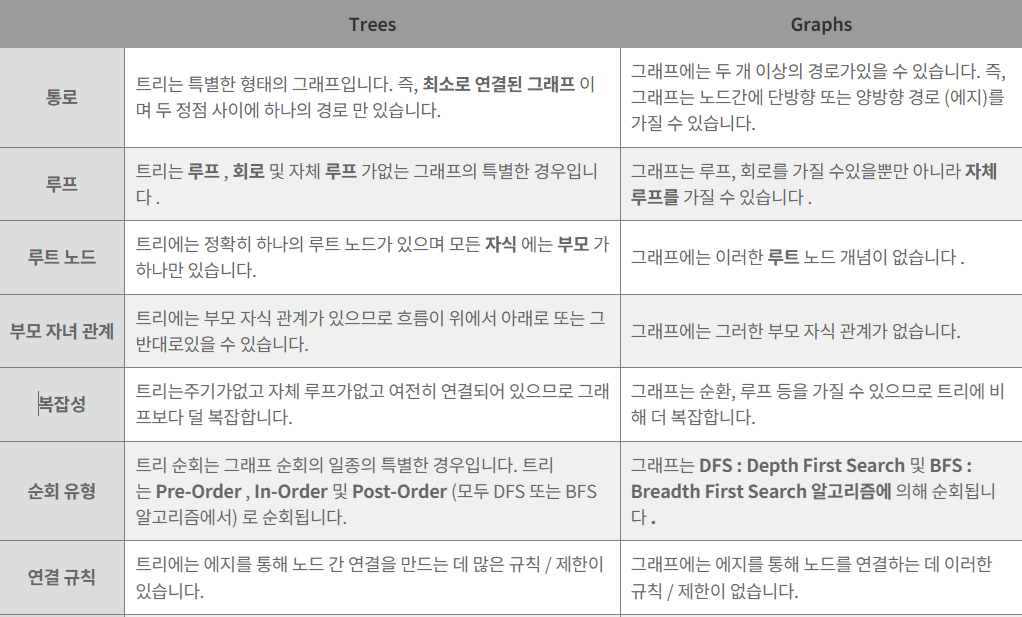 Trees
Graphs
통로
트리는 특별한 형태의 그래프입니다. 즉, 최소로 연결된 그래프 이
며 두 정점 사이에 하나의 경로 만 있습니다.
그래프에는 두 개 이상의 경로가있을 수 있습니다. 즉,
그래프는 노드간에 단방향 또는 양방향 경로 (에지)를
가질 수 있습니다.
루프
트리는 루프 , 회로 및 자체 루프 가없는 그래프의 특별한 경우입니
다 .
그래프는 루프, 회로를 가질 수있을뿐만 아니라 자체
루프를 가질 수 있습니다 .
루트 노드
트리에는 정확히 하나의 루트 노드가 있으며 모든 자식 에는 부모 가
하나만 있습니다.
그래프에는 이러한 루트 노드 개념이 없습니다 .
부모 자녀 관계
트리에는 부모 자식 관계가 있으므로 흐름이 위에서 아래로 또는 그
반대로있을 수 있습니다.
그래프에는 그러한 부모 자식 관계가 없습니다.
복잡성
트리는주기가없고 자체 루프가없고 여전히 연결되어 있으므로 그래
프보다 덜 복잡합니다.
그래프는 순환, 루프 등을 가질 수 있으므로 트리에 비
해 더 복잡합니다.
순회 유형
트리 순회는 그래프 순회의 일종의 특별한 경우입니다. 트리
는 Pre-Order , In-Order 및 Post-Order (모두 DFS 또는 BFS
알고리즘에서) 로 순회됩니다.
그래프는 DFS : Depth First Search 및 BFS :
Breadth First Search 알고리즘에 의해 순회됩니
다 .
연결 규칙
트리에는 에지를 통해 노드 간 연결을 만드는 데 많은 규칙 / 제한이
있습니다.
그래프에는 에지를 통해 노드를 연결하는 데 이러한
규칙 / 제한이 없습니다.